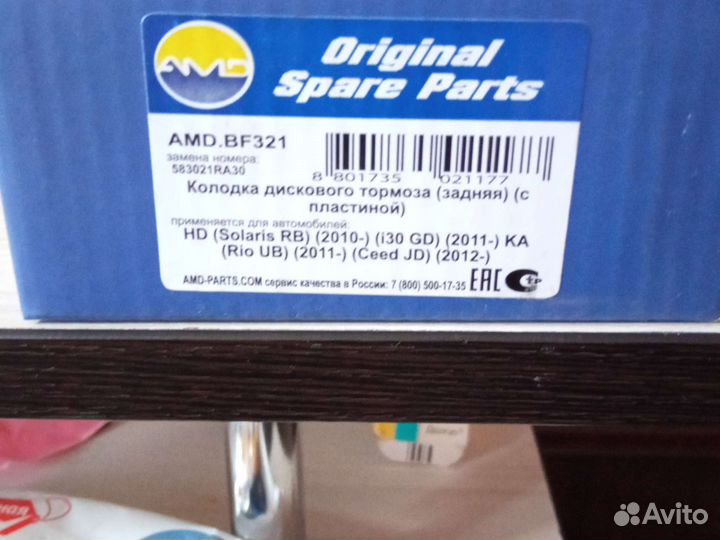 AMD
Original
Spare Parts
AMD.BF321
замена номера:
583021RA30
8 801735 021177
Колодка дискового тормоза (задняя) (с
пластиной)
применяется для автомобилей:
HD (Solaris RB) (2010-) (i30 GD) (2011-) KA
(Rio UB) (2011-) (Ceed JD) (2012-)
AMD-PARTS.COM сервис качества в России: 7 (800) 500-17-35 EAC
Avito